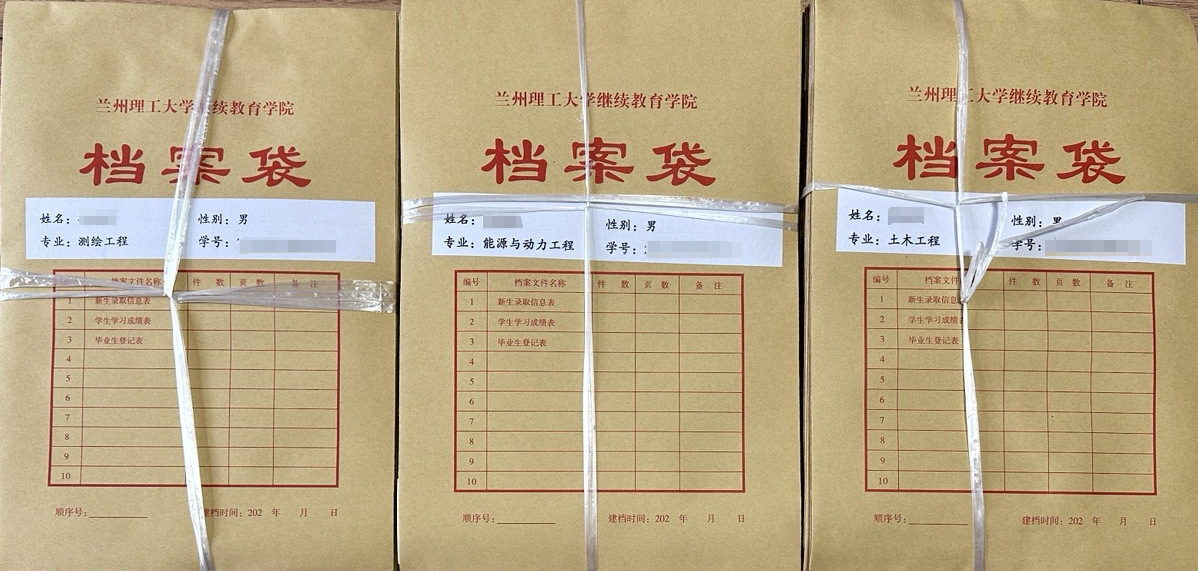 兰州理工大学继续教育学院
档案袋
姓名：
性别：男
专业：测绘工程
学号：
档案文件名称 件 数 页 数 备 注
1 新生录取信息表
2 学生学习成绩表
3 毕业生登记表
4
5
6
7
8
9
10
顺序号：
建档时间：202 年 月 日
兰州理工大学继续教育学院
档案袋
姓名：
性别：男
专业：能源与动力工程
学号：
编号 档案文件名称 件 数 页 数 备 注
1 新生录取信息表
2 学生学习成绩表
3 毕业生登记表
4
5
6
7
8
9
10
顺序号：
建档时间：202 年 月 日
兰州理工大学继续教育学院
档案袋
姓名：
性别：男
专业：土木工程
学号：
编号 档案文件 件 数 页 数 备 注
1 新生录取信息表
2 学生学习成绩表
3 毕业生登记表
4
5
6
7
8
9
10
顺序号：
建档时间：202 年 月 日